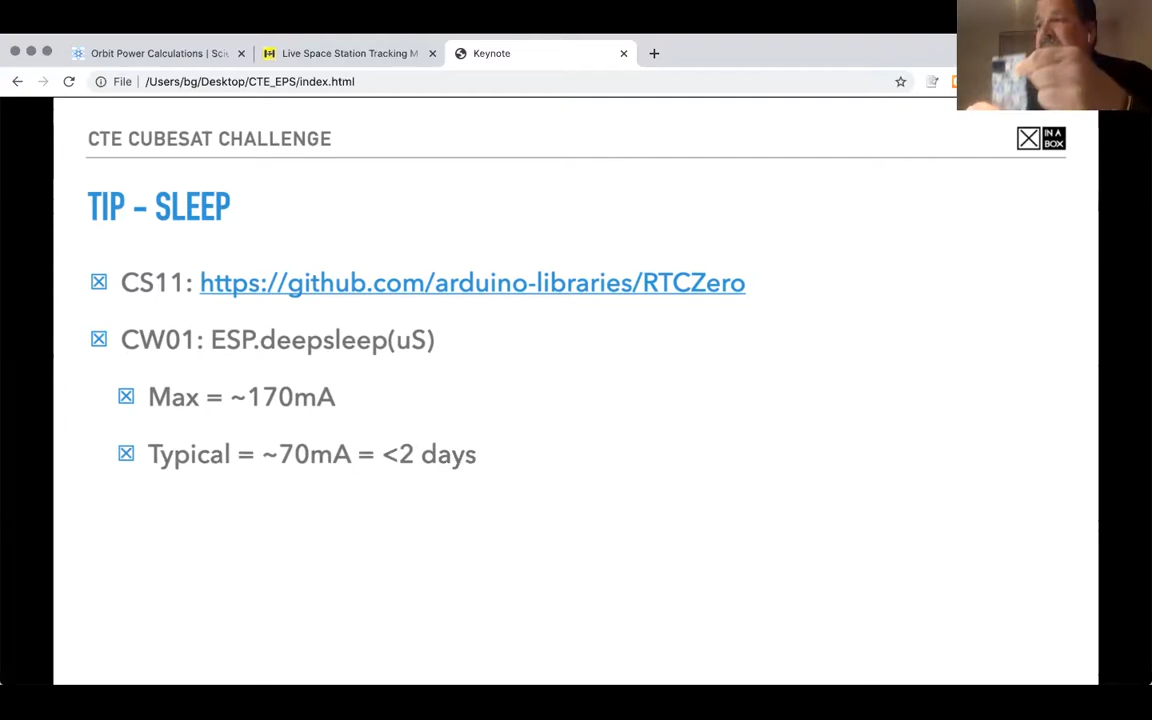 Orbit Power Calculations | Sci
Live Space Station Tracking M
Keynote
File
/Users/bg/Desktop/CTE_EPS/index.html
CTE CUBESAT CHALLENGE
IN A
BOX
TIP - SLEEP
CS11: https://github.com/arduino-libraries/RTCZero
CW01: ESP.deepsleep(uS)
Max = ~170mA
Typical = ~70mA = <2 days